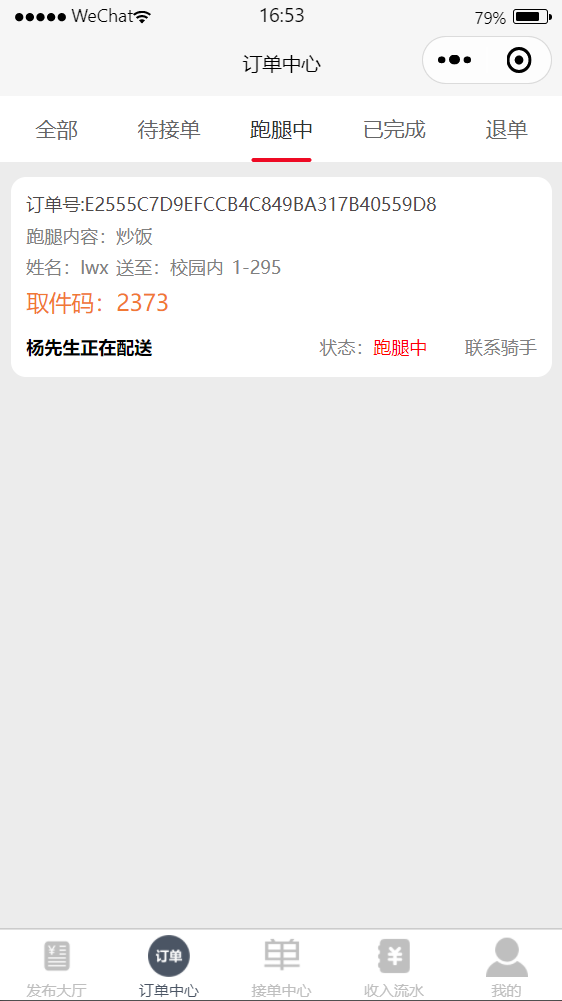 WeChat 16:53 79%
订单中心
全部 待接单 跑腿中 已完成 退单
订单号:E2555C7D9EFCCB4C849BA317B40559D8
跑腿内容：炒饭
姓名：lwx 送至：校园内 1-295
取件码：2373
杨先生正在配送 状态：跑腿中 联系骑手
订单 单
发布大厅 订单中心 接单中心 收入流水 我的